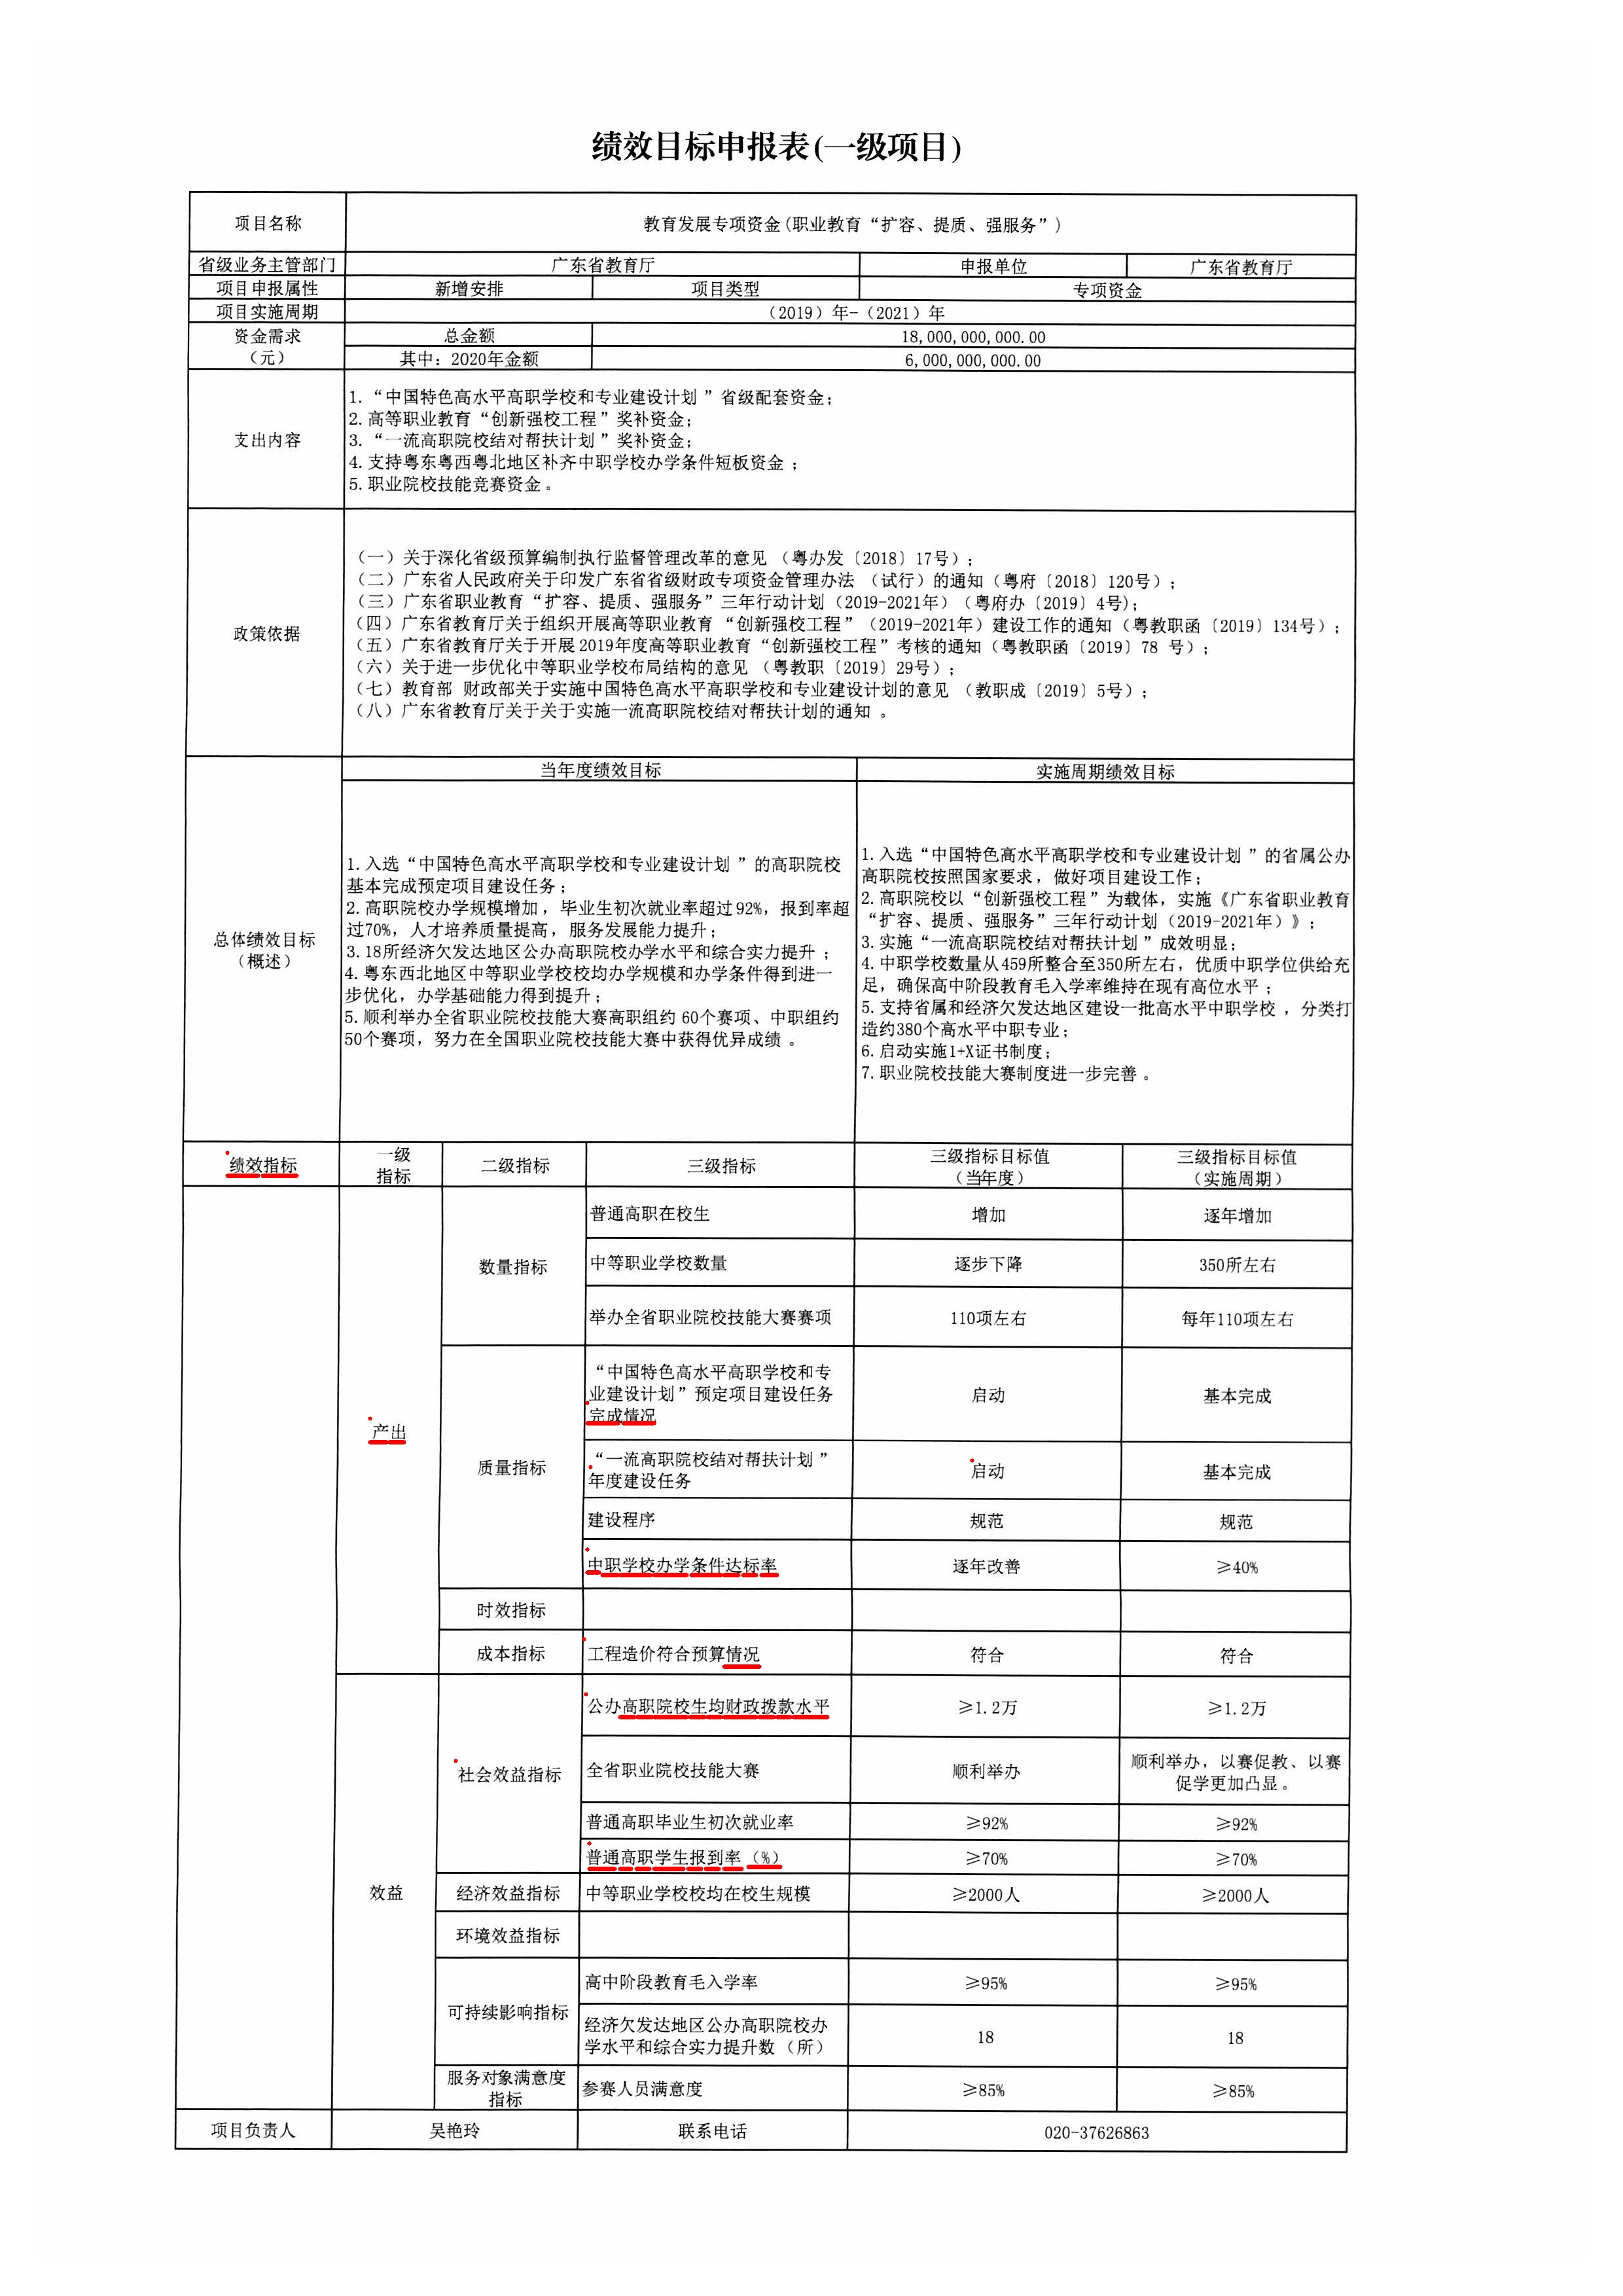 绩效目标申报表(一级项目)
项目名称
教育发展专项资金(职业教育“扩容、提质、强服务”)
省级业务主管部门
广东省教育厅
申报单位
广东省教育厅
项目申报属性
新增安排
项目类型
专项资金
项目实施周期
（2019）年-（2021）年
资金需求
（元）
总金额
18,000,000,000.00
其中：2020年金额
6,000,000,000.00
支出内容
1.“中国特色高水平高职学校和专业建设计划”省级配套资金；
2.高等职业教育“创新强校工程”奖补资金；
3.“一流高职院校结对帮扶计划”奖补资金；
4.支持粤东粤西粤北地区补齐中职学校办学条件短板资金；
5.职业院校技能竞赛资金。
政策依据
（一）关于深化省级预算编制执行监督管理改革的意见（粤办发〔2018〕17号）；
（二）广东省人民政府关于印发广东省省级财政专项资金管理办法（试行）的通知（粤府〔2018〕120号）；
（三）广东省职业教育“扩容、提质、强服务”三年行动计划（2019-2021年）（粤府办〔2019〕4号）；
（四）广东省教育厅关于组织开展高等职业教育“创新强校工程”（2019-2021年）建设工作的通知（粤教职函〔2019〕134号）；
（五）广东省教育厅关于开展2019年度高等职业教育“创新强校工程”考核的通知（粤教职函〔2019〕78 号）；
（六）关于进一步优化中等职业学校布局结构的意见（粤教职〔2019〕29号）；
（七）教育部 财政部关于实施中国特色高水平高职学校和专业建设计划的意见（教职成〔2019〕5号）；
（八）广东省教育厅关于关于实施一流高职院校结对帮扶计划的通知。
总体绩效目标
（概述）
当年度绩效目标
实施周期绩效目标
1.入选“中国特色高水平高职学校和专业建设计划”的高职院校
基本完成预定项目建设任务；
2.高职院校办学规模增加，毕业生初次就业率超过92%，报到率超
过70%，人才培养质量提高，服务发展能力提升；
3.18所经济欠发达地区公办高职院校办学水平和综合实力提升；
4.粤东西北地区中等职业学校校均办学规模和办学条件得到进一
步优化，办学基础能力得到提升；
5.顺利举办全省职业院校技能大赛高职组约60个赛项、中职组约
50个赛项，努力在全国职业院校技能大赛中获得优异成绩。
1.入选“中国特色高水平高职学校和专业建设计划”的省属公办
高职院校按照国家要求，做好项目建设工作；
2.高职院校以“创新强校工程”为载体，实施《广东省职业教育
“扩容、提质、强服务”三年行动计划（2019-2021年）》；
3.实施“一流高职院校结对帮扶计划”成效明显；
4.中职学校数量从459所整合至350所左右，优质中职学位供给充
足，确保高中阶段教育毛入学率维持在现有高位水平；
5.支持省属和经济欠发达地区建设一批高水平中职学校，分类打
造约380个高水平中职专业；
6.启动实施1+X证书制度；
7.职业院校技能大赛制度进一步完善。
绩效指标
一级
指标
二级指标
三级指标
三级指标目标值
（当年度）
三级指标目标值
（实施周期）
产出
数量指标
普通高职在校生
增加
逐年增加
中等职业学校数量
逐步下降
350所左右
举办全省职业院校技能大赛赛项
110项左右
每年110项左右
质量指标
“中国特色高水平高职学校和专
业建设计划”预定项目建设任务
完成情况
启动
基本完成
“一流高职院校结对帮扶计划”
年度建设任务
启动
基本完成
建设程序
规范
规范
中职学校办学条件达标率
逐年改善
≥40%
时效指标
成本指标
工程造价符合预算情况
符合
符合
效益
社会效益指标
公办高职院校生均财政拨款水平
≥1.2万
≥1.2万
全省职业院校技能大赛
顺利举办
顺利举办，以赛促教、以赛
促学更加凸显。
普通高职毕业生初次就业率
≥92%
≥92%
普通高职学生报到率（%）
≥70%
≥70%
经济效益指标
中等职业学校校均在校生规模
≥2000人
≥2000人
环境效益指标
可持续影响指标
高中阶段教育毛入学率
≥95%
≥95%
经济欠发达地区公办高职院校办
学水平和综合实力提升数（所）
18
18
服务对象满意度
指标
参赛人员满意度
≥85%
≥85%
项目负责人
吴艳玲
联系电话
020-37626863